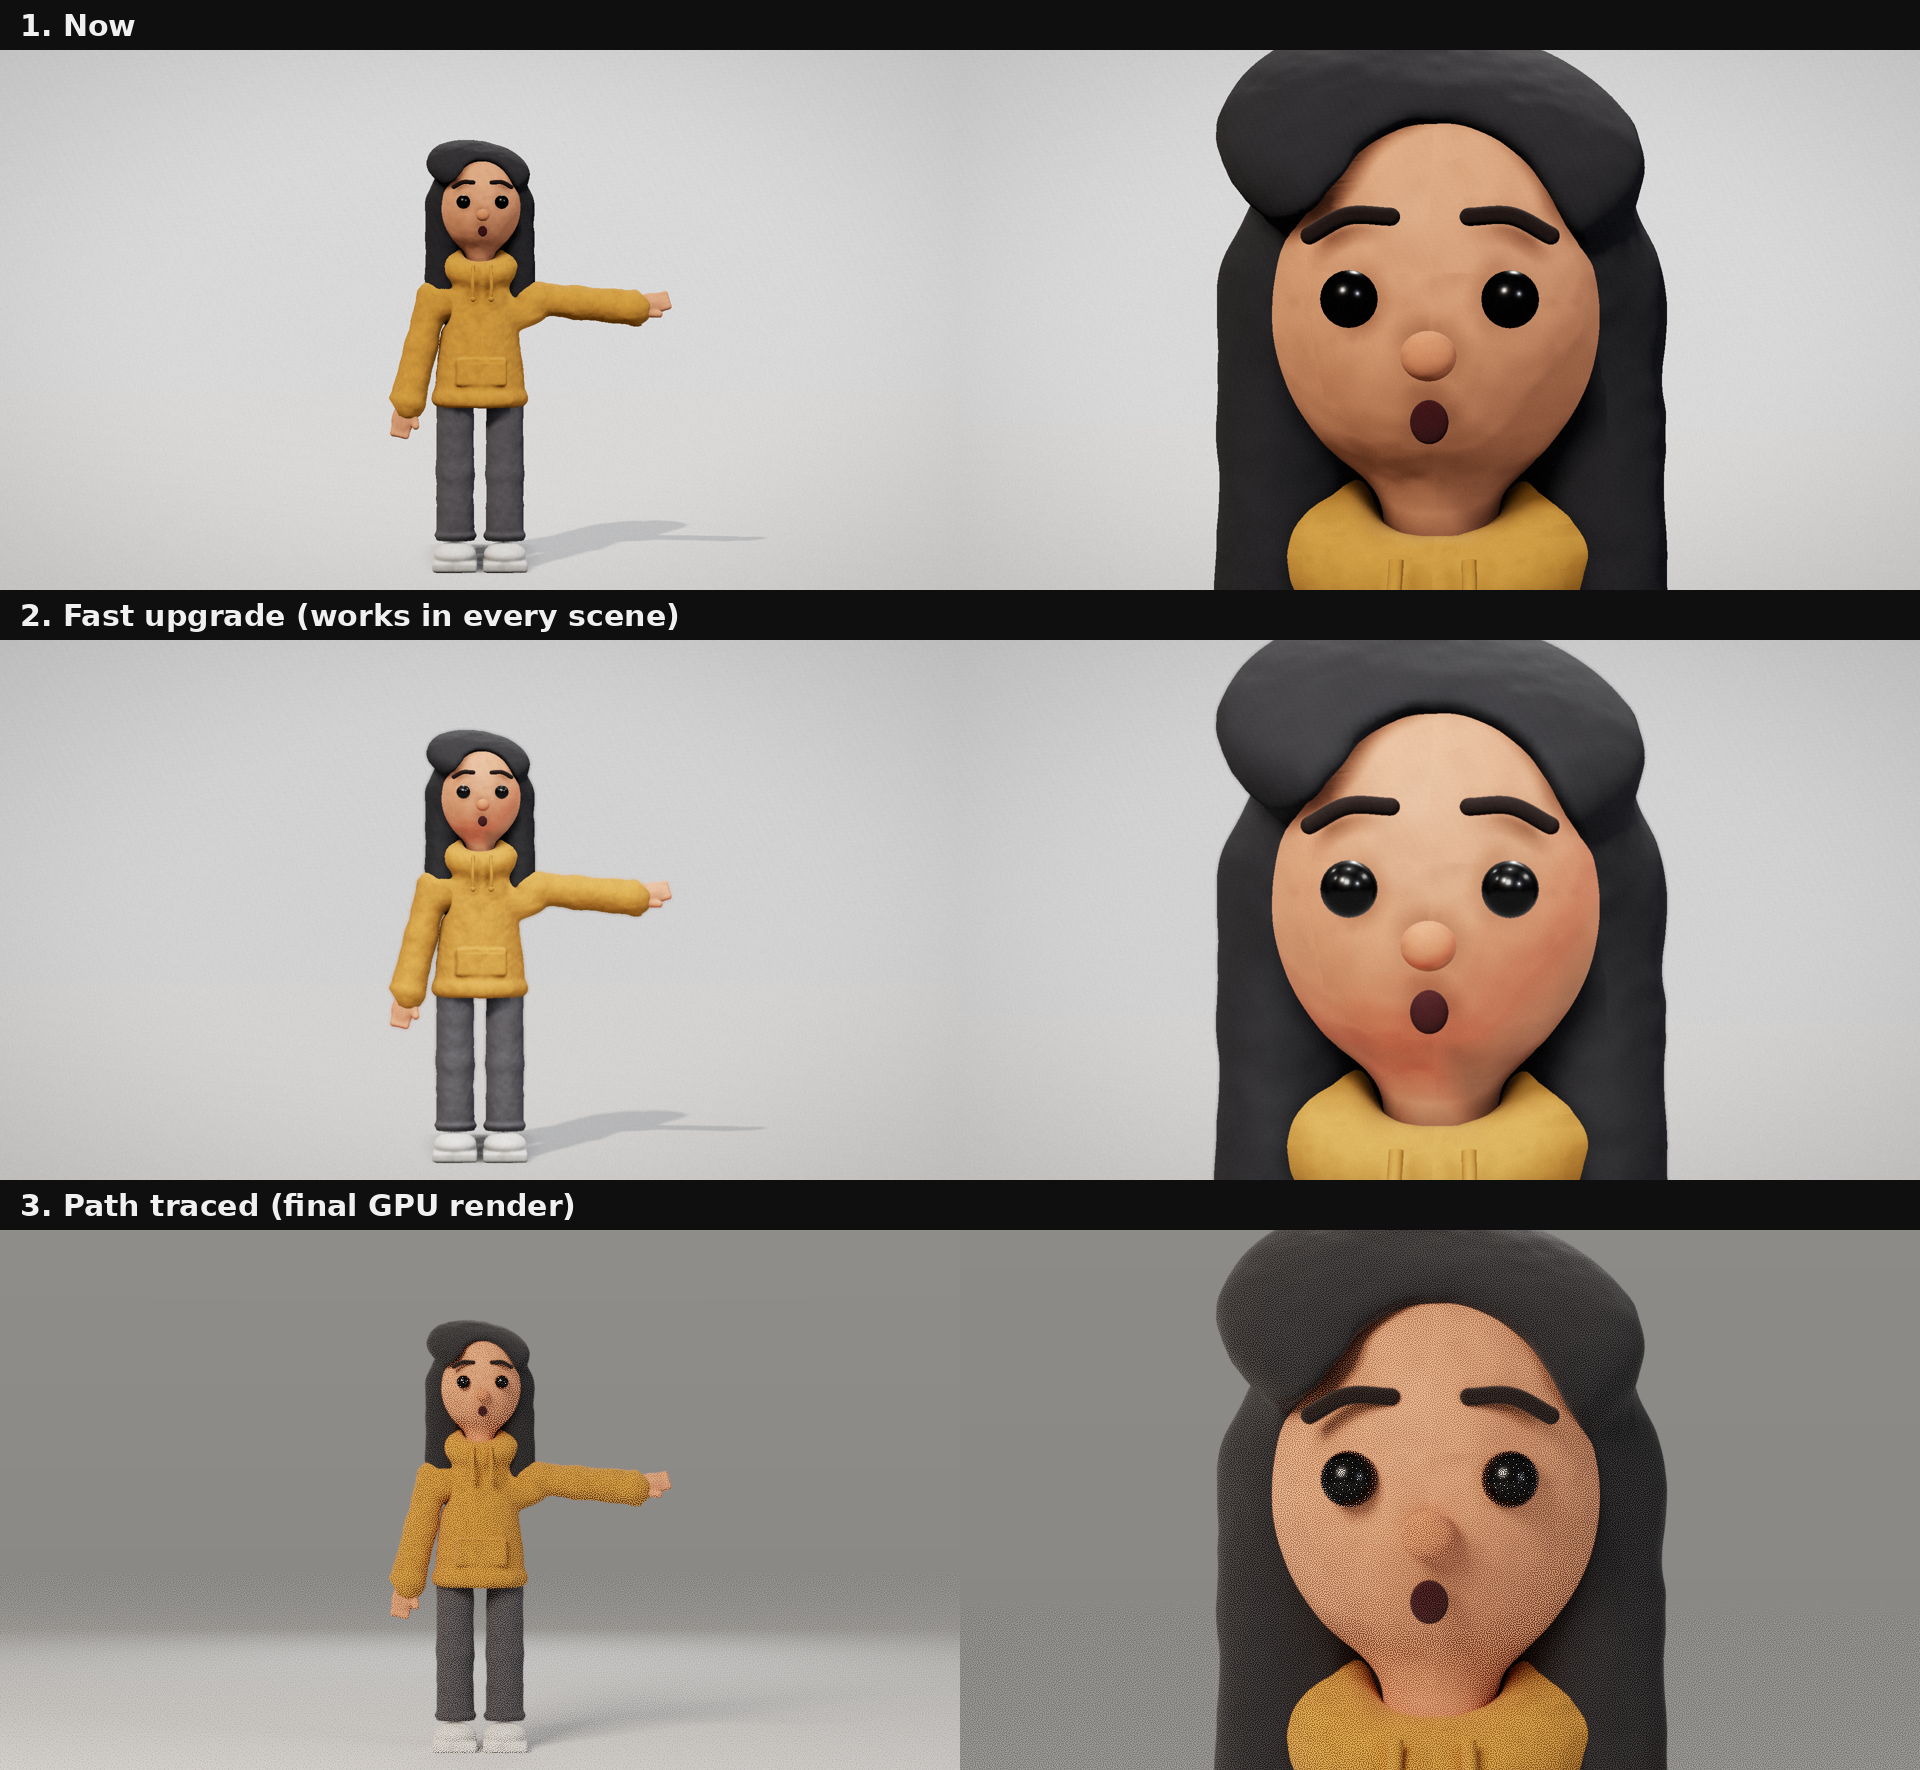 1. Now
2. Fast upgrade (works in every scene)
3. Path traced (final GPU render)